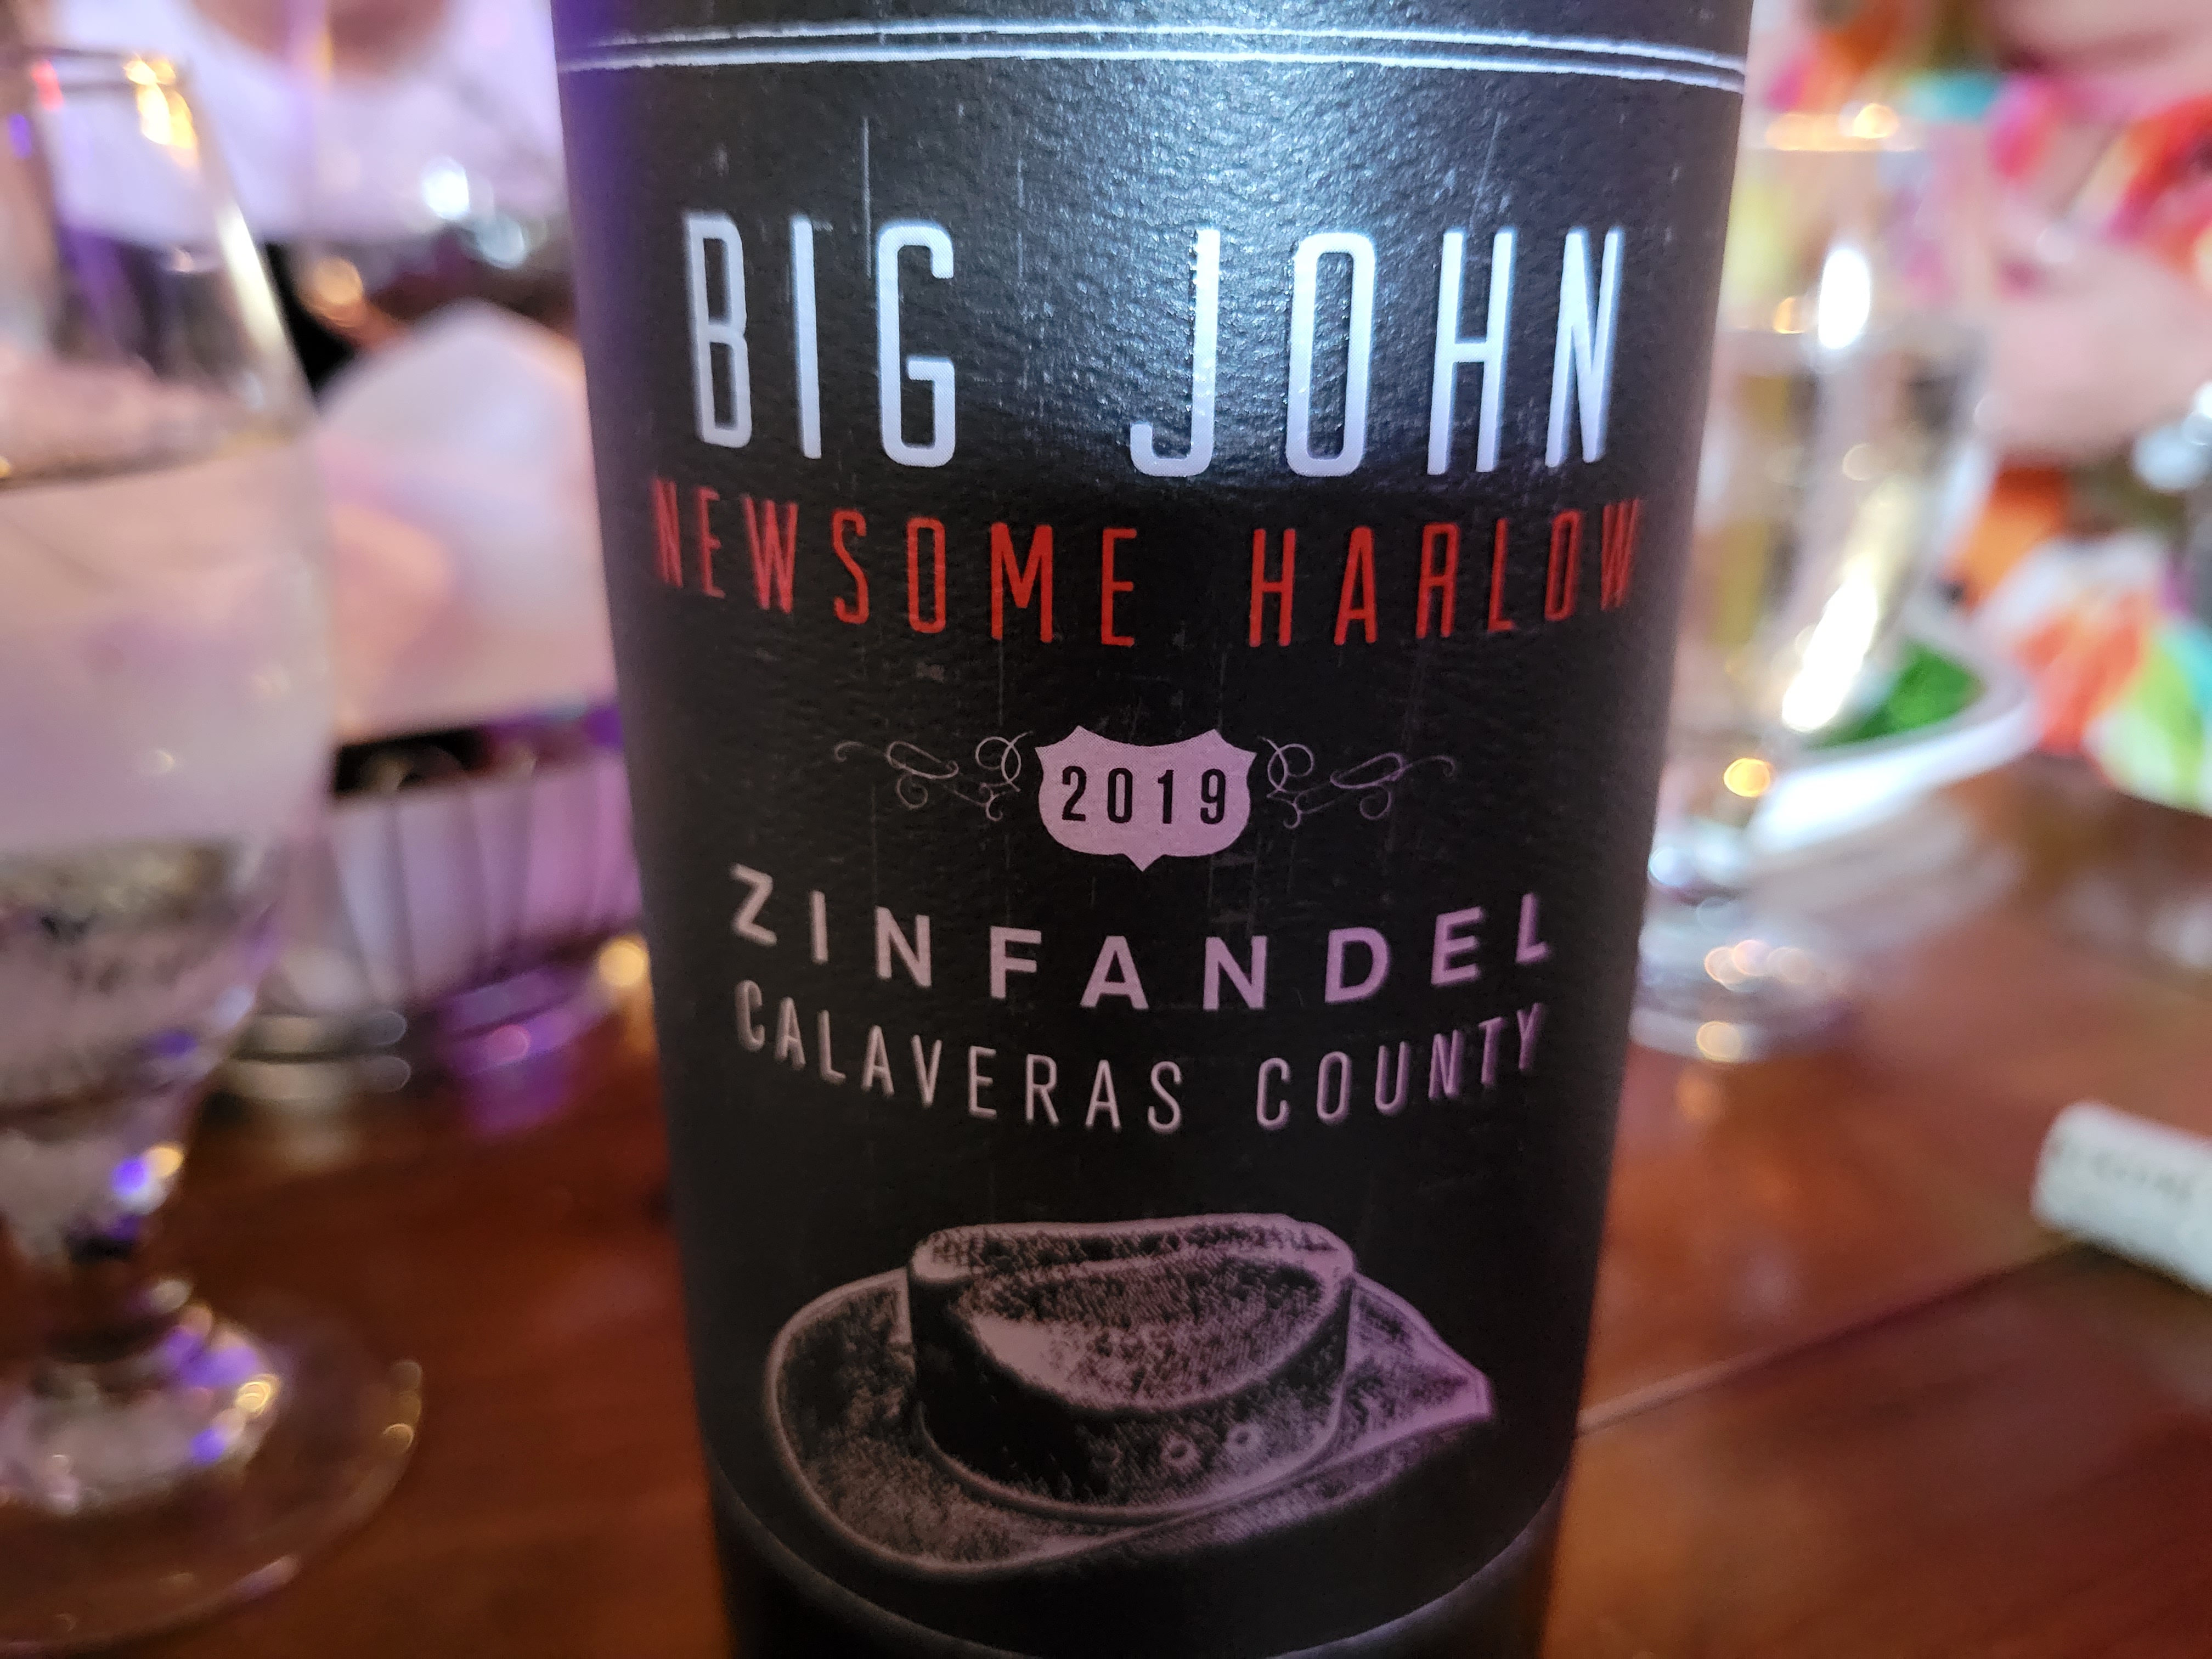 BIG JOHN
NEWSOME HARLOW
2019
ZINFANDEL
CALAVERAS COUNTY